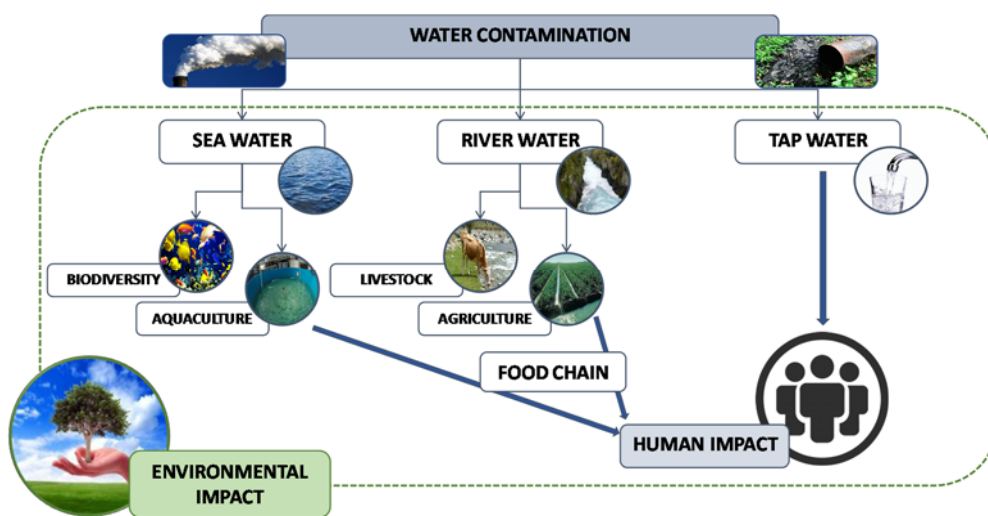 WATER CONTAMINATION
SEA WATER
RIVER WATER
TAP WATER
BIODIVERSITY
LIVESTOCK
AQUACULTURE
AGRICULTURE
FOOD CHAIN
HUMAN IMPACT
ENVIRONMENTAL
IMPACT